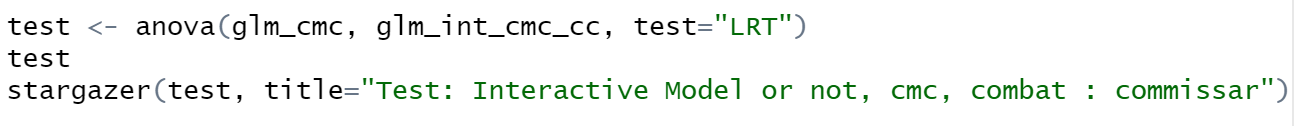 test <- anova(glm_cmc, glm_int_cmc_cc, test="LRT")
test
stargazer(test, title="Test: Interactive Model or not, cmc, combat : commissar")